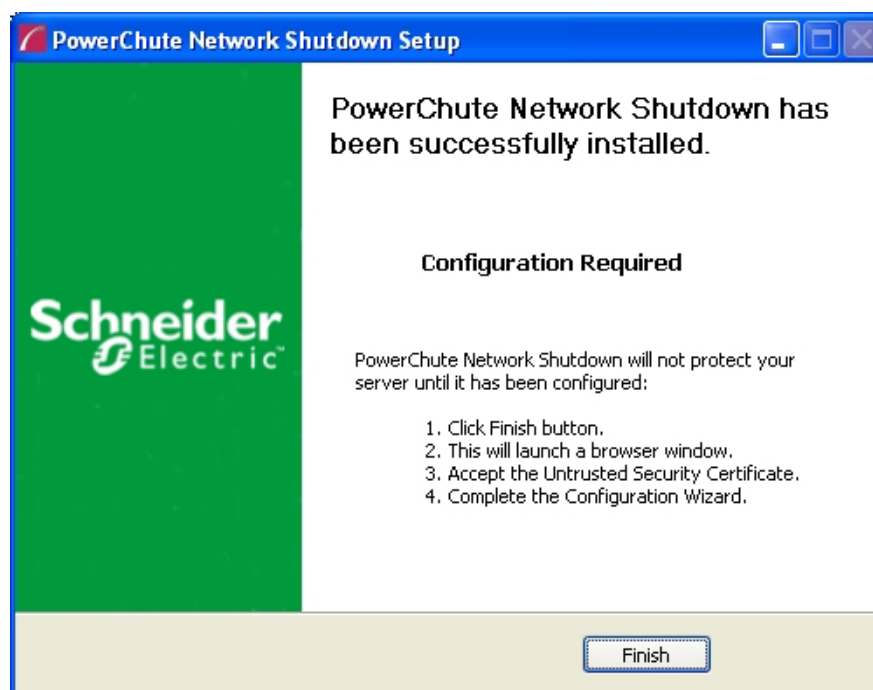 PowerChute Network Shutdown Setup
PowerChute Network Shutdown has
been successfully installed.
Configuration Required
Schneider
Electric™
PowerChute Network Shutdown will not protect your
server until it has been configured:
1. Click Finish button.
2. This will launch a browser window.
3. Accept the Untrusted Security Certificate.
4. Complete the Configuration Wizard.
Finish